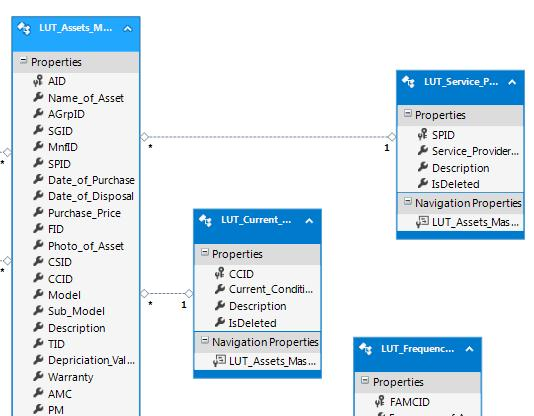 LUT_Assets_M...
Properties
AID
Name_of_Asset
AGrpID
SGID
MnfID
SPID
Date_of_Purchase
Date_of_Disposal
Purchase_Price
FID
Photo_of_Asset
CSID
CCID
Model
Sub_Model
Description
TID
Depriciation_Val...
Warranty
AMC
PM
*
*
*
1
*
1
LUT_Service_P...
Properties
SPID
Service_Provider...
Description
IsDeleted
Navigation Properties
LUT_Assets_Mas...
LUT_Current_...
Properties
CCID
Current_Conditi...
Description
IsDeleted
Navigation Properties
LUT_Assets_Mas...
LUT_Frequenc...
Properties
FAMCID